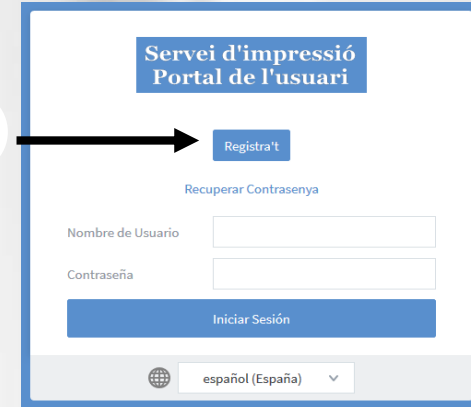 Servei d'impressió
Portal de l'usuari
Registra't
Recuperar Contrasenya
Nombre de Usuario
Contraseña
Iniciar Sesión
español (España)